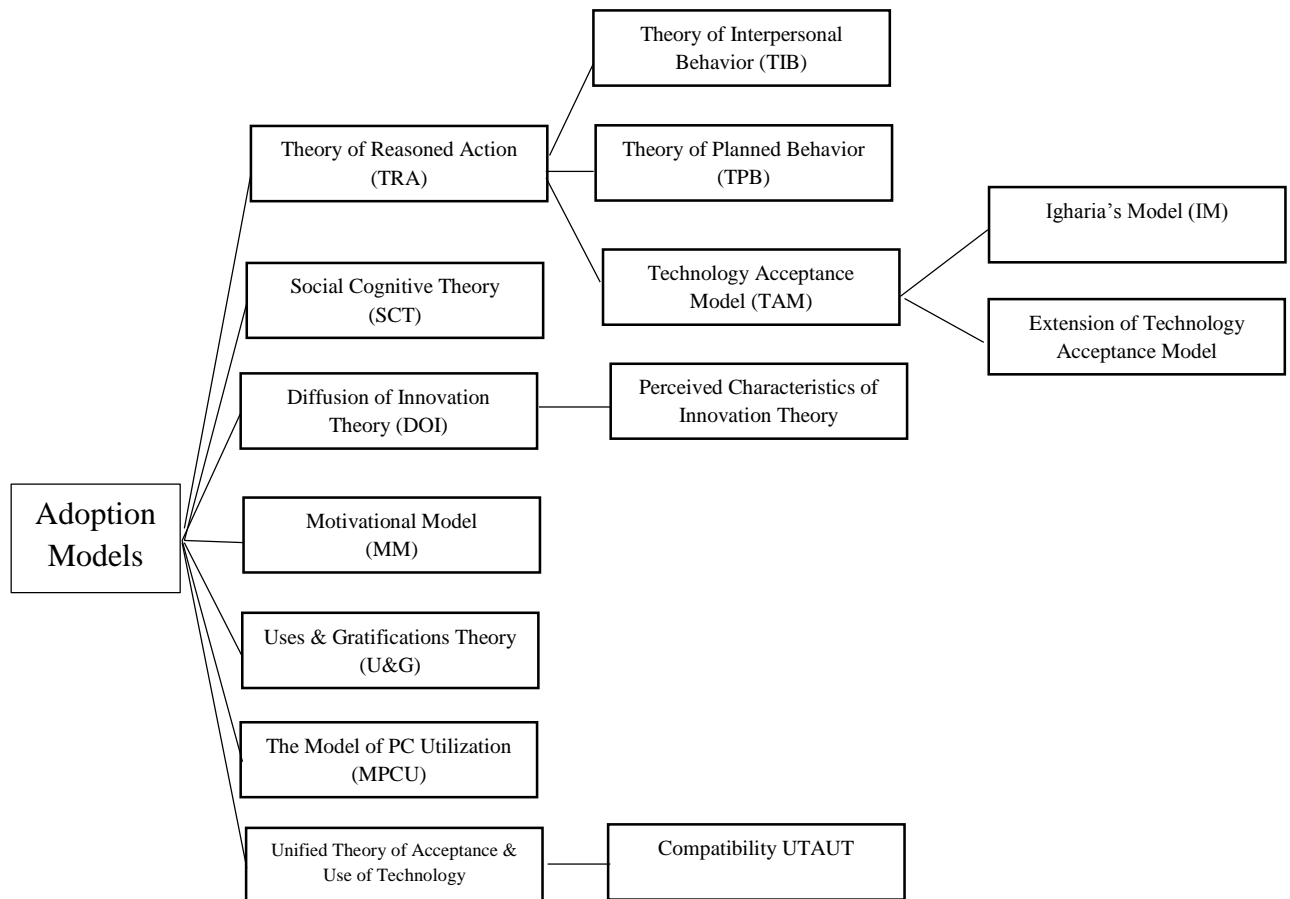 Theory of Interpersonal
Behavior (TIB)
Theory of Reasoned Action
(TRA)
Theory of Planned Behavior
(TPB)
Igharia’s Model (IM)
Technology Acceptance
Model (TAM)
Social Cognitive Theory
(SCT)
Extension of Technology
Acceptance Model
Diffusion of Innovation
Theory (DOI)
Perceived Characteristics of
Innovation Theory
Adoption
Models
Motivational Model
(MM)
Uses & Gratifications Theory
(U&G)
The Model of PC Utilization
(MPCU)
Unified Theory of Acceptance &
Use of Technology
Compatibility UTAUT